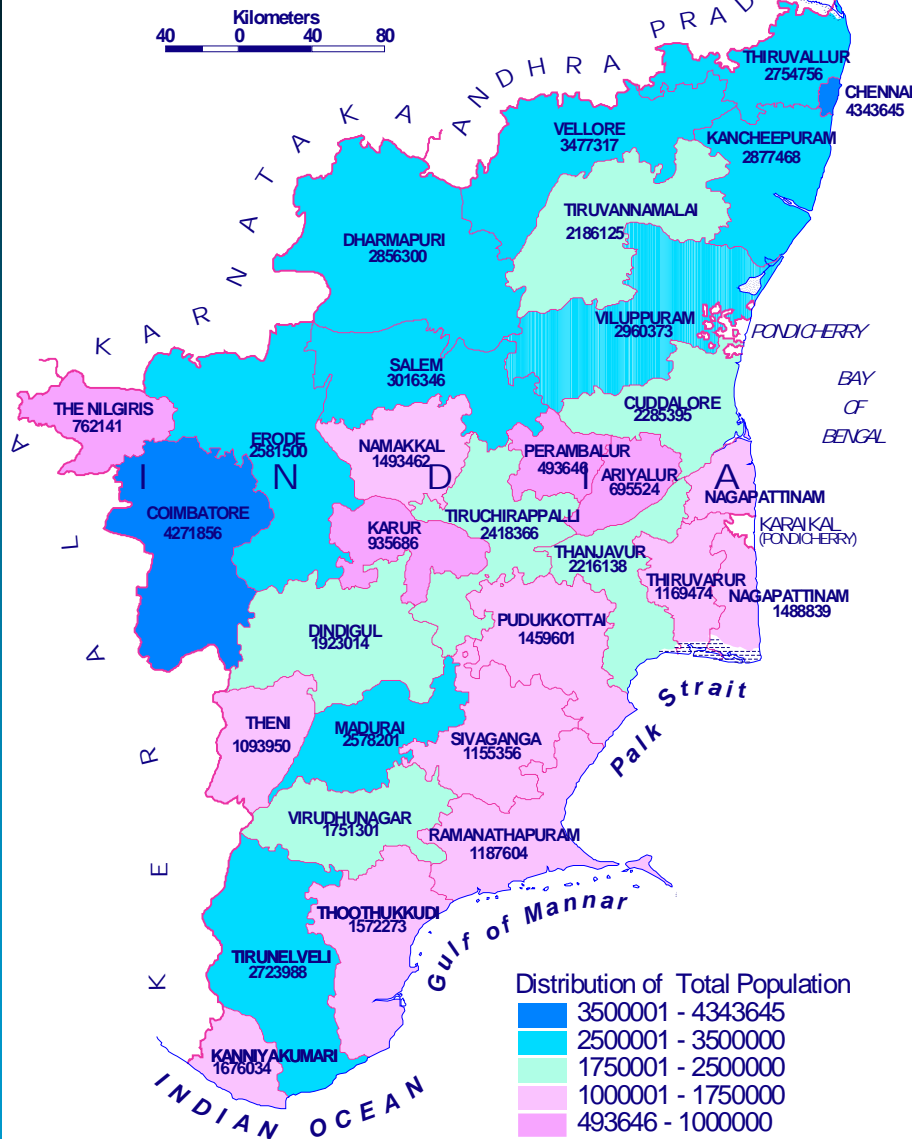 Kilometers
40 0 40 80
ANDHRA PRAD
KARNATAKA
KERALA
INDIA
THIRUVALLUR
2754756
CHENNAI
4343645
VELLORE
3477317
KANCHEEPURAM
2877468
TIRUVANNAMALAI
2186125
DHARMAPURI
2856300
VILUPPURAM
2960373
PONDICHERRY
SALEM
3016346
BAY
OF
BENGAL
THE NILGIRIS
762141
CUDDALORE
2285395
ERODE
2581500
NAMAKKAL
1493462
PERAMBALUR
493646
ARIYALUR
695524
NAGAPATTINAM
COIMBATORE
4271856
KARUR
935686
TIRUCHIRAPPALLI
2418366
KARAIKAL
(PONDICHERRY)
THANJAVUR
2216138
THIRUVARUR
1169474
NAGAPATTINAM
1488839
DINDIGUL
1923014
PUDUKKOTTAI
1459601
Palk Strait
THENI
1093950
MADURAI
2578201
SIVAGANGA
1155356
VIRUDHUNAGAR
1751301
RAMANATHAPURAM
1187604
THOOTHUKKUDI
1572273
Gulf of Mannar
TIRUNELVELI
2723988
KANNIYAKUMARI
1676034
INDIAN OCEAN
Distribution of Total Population
3500001 - 4343645
2500001 - 3500000
1750001 - 2500000
1000001 - 1750000
493646 - 1000000